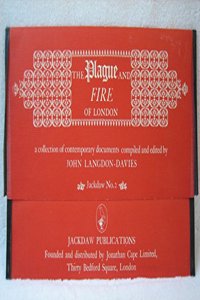 THE Plague AND
FIRE
OF LONDON
a collection of contemporary documents compiled and edited by
JOHN LANGDON-DAVIES
Jackdaw No. 2
JACKDAW PUBLICATIONS
Founded and distributed by Jonathan Cape Limited,
Thirty Bedford Square, London